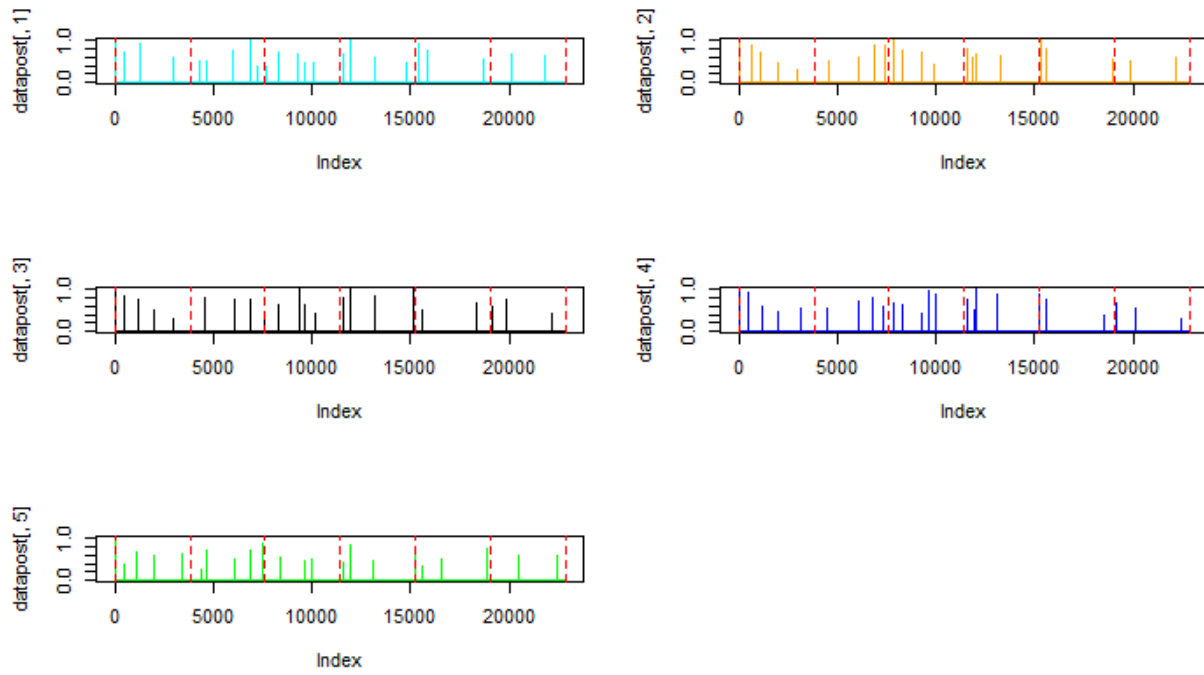 datapost[, 1]
0.0 1.0
0 5000 10000 15000 20000
Index
datapost[, 2]
0.0 1.0
0 5000 10000 15000 20000
Index
datapost[, 3]
0.0 1.0
0 5000 10000 15000 20000
Index
datapost[, 4]
0.0 1.0
0 5000 10000 15000 20000
Index
datapost[, 5]
0.0 1.0
0 5000 10000 15000 20000
Index